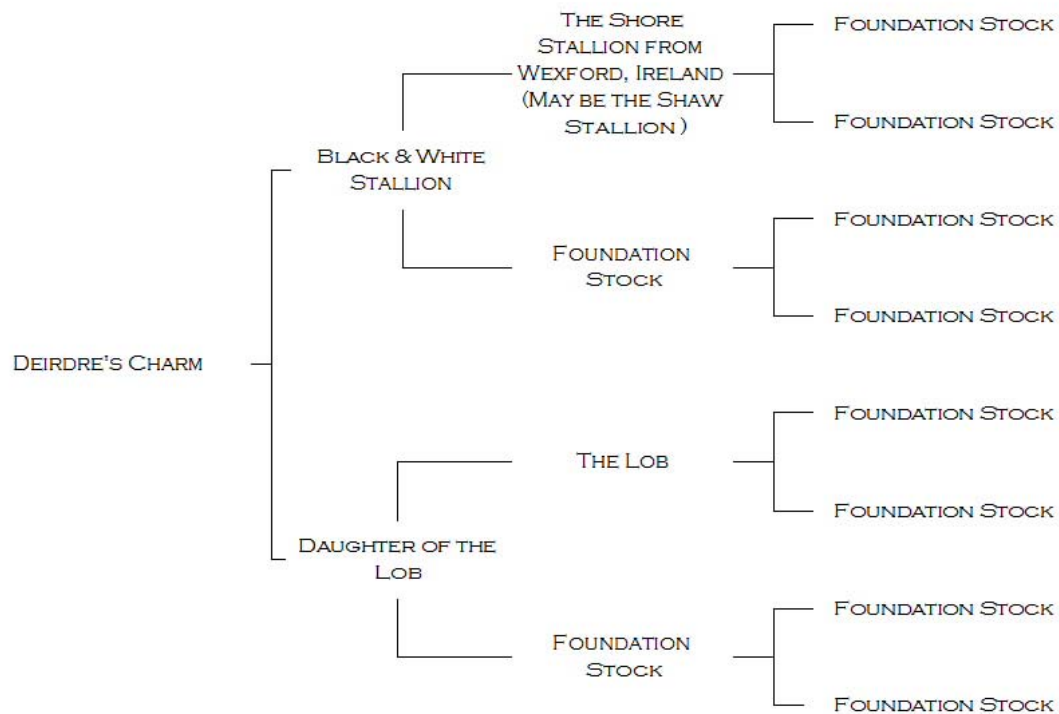 The Shore
Stallion from
Wexford, Ireland
(May be the Shaw
Stallion )
Foundation Stock
Foundation Stock
Black & White
Stallion
Foundation
Stock
Foundation Stock
Foundation Stock
Deirdre's Charm
The Lob
Foundation Stock
Foundation Stock
Daughter of the
Lob
Foundation
Stock
Foundation Stock
Foundation Stock